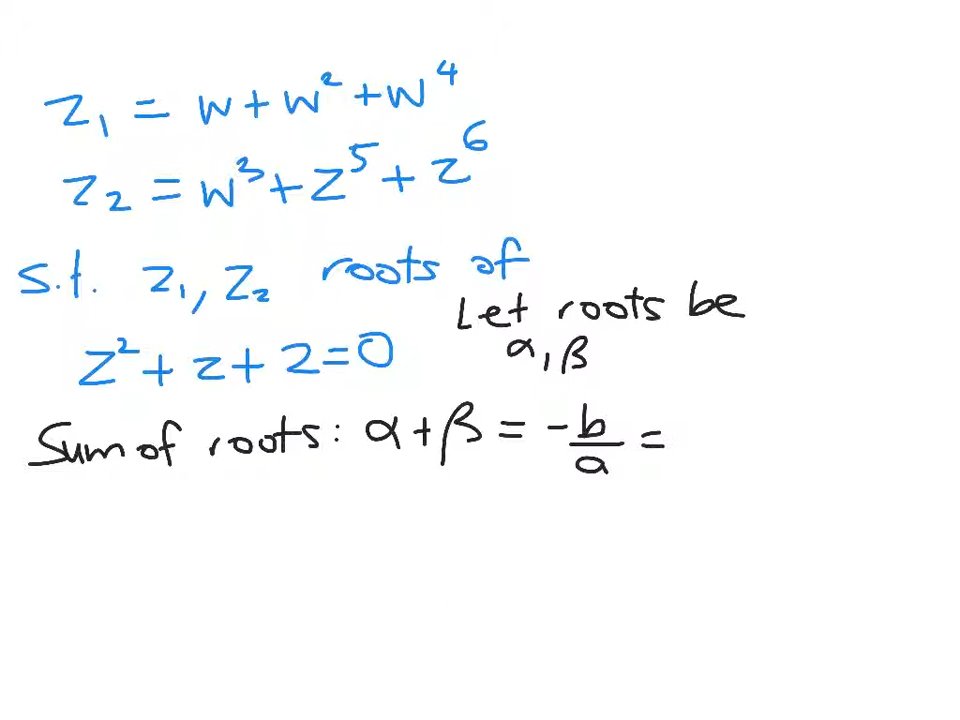 z₁ = w + w² + w⁴
z₂ = w³ + z⁵ + z⁶
s.t. z₁, z₂ roots of
z² + z + 2 = 0
Let roots be
α, β
Sum of roots: α + β = -b/a =